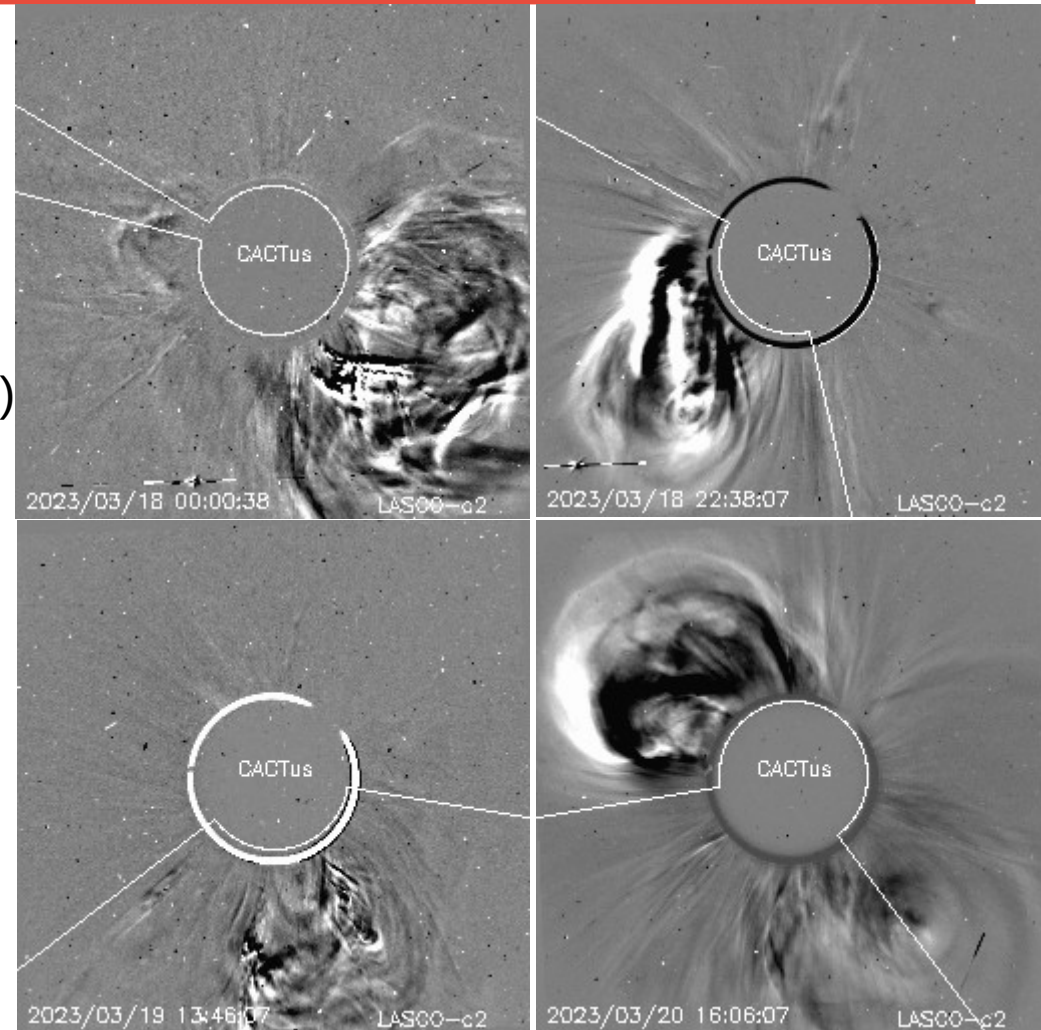 CACTus
2023/03/18 00:00:38 LASCO-c2
CACTus
2023/03/18 22:38:07 LASCO-c2
)
CACTus
2023/03/19 13:46:07 LASCO-c2
CACTus
2023/03/20 16:06:07 LASCO-c2